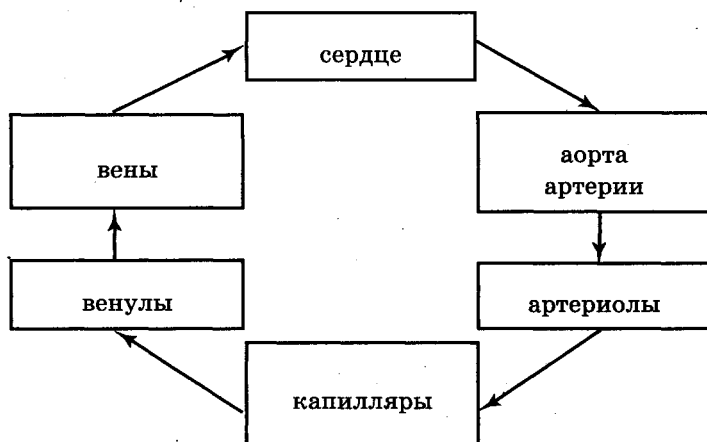 сердце
вены
аорта
артерии
венулы
артериолы
капилляры